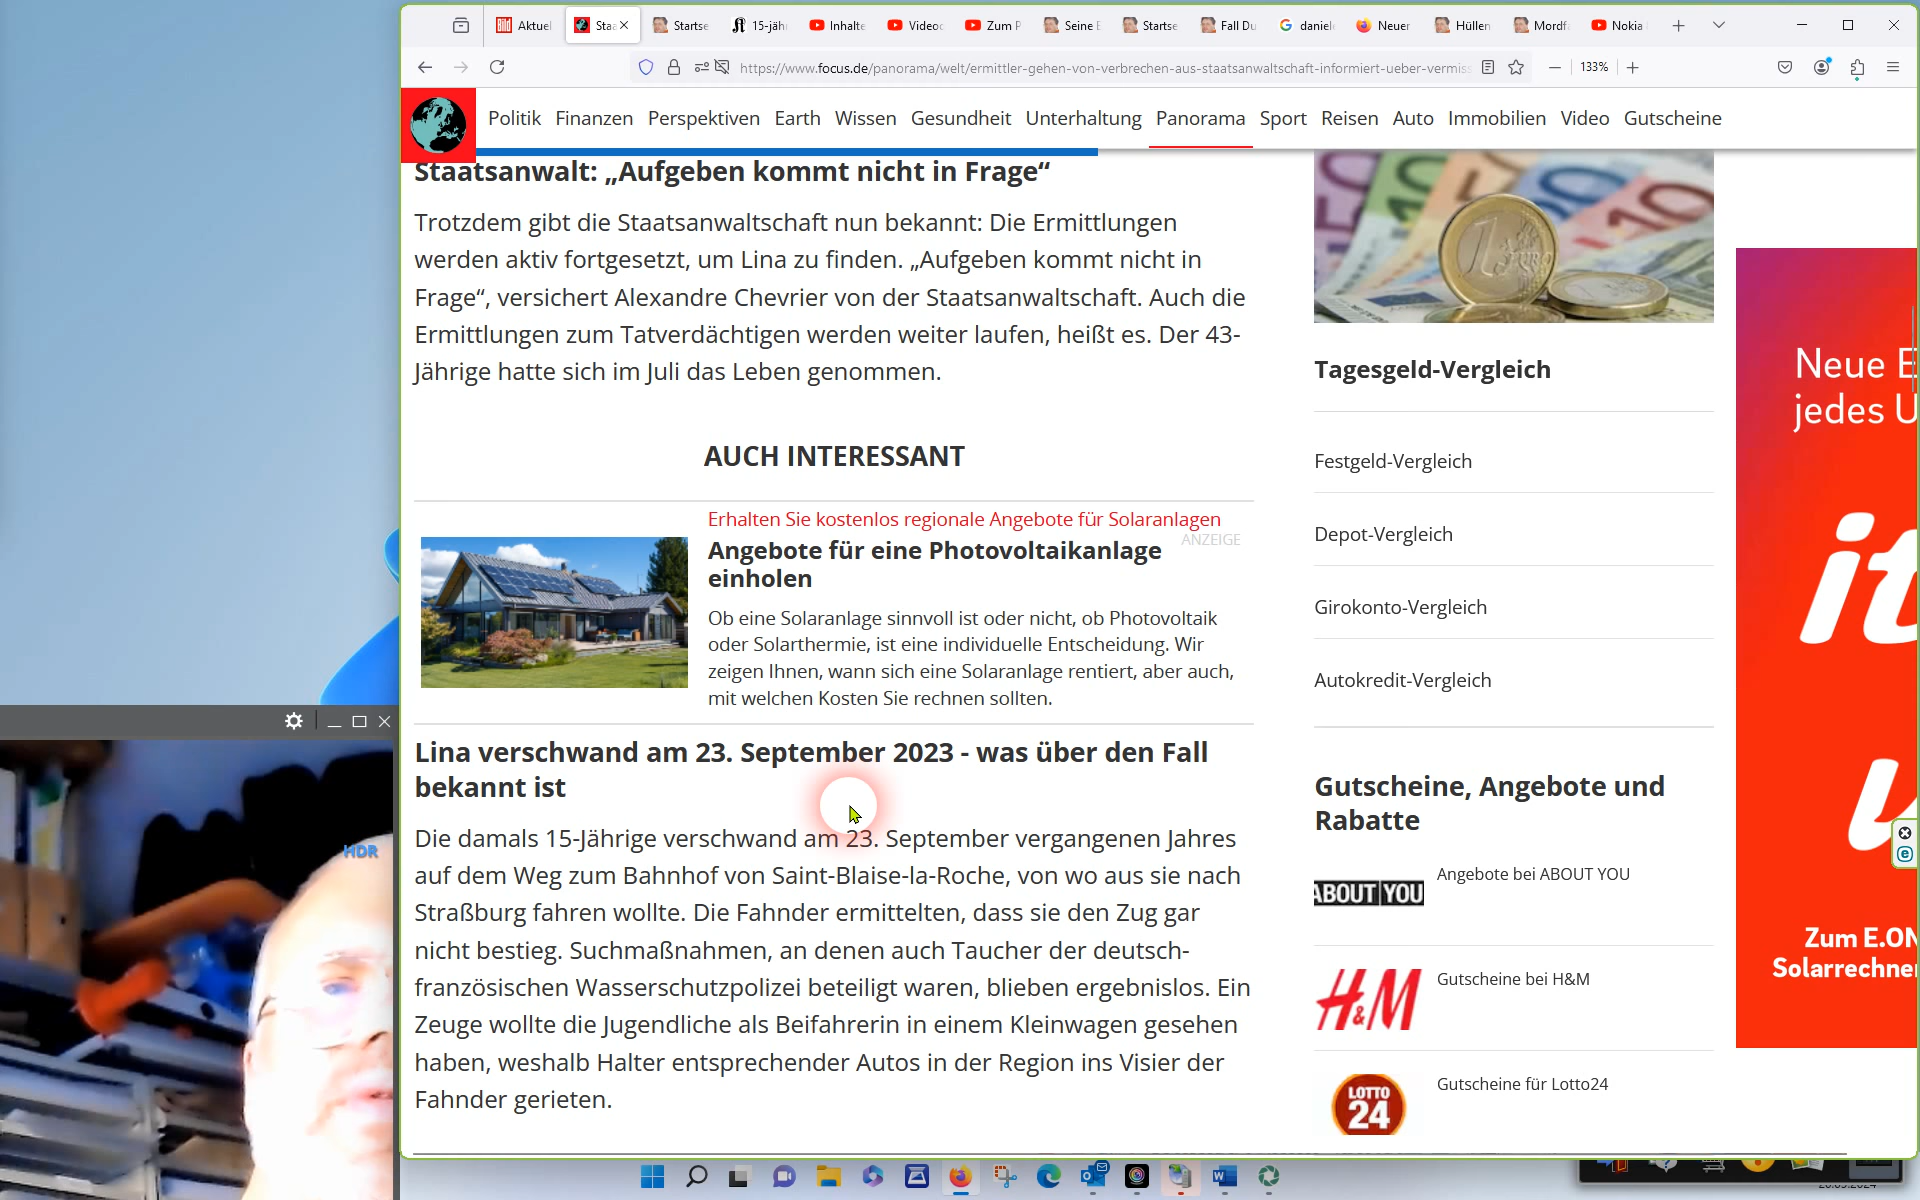 Aktuel
Staa
Startse
15-jähr
Inhalte
Videoc
Zum P
Seine E
Startse
Fall Du
daniel
Neuer
Hüllen
Mordfa
Nokia
https://www.focus.de/panorama/welt/ermittler-gehen-von-verbrechen-aus-staatsanwaltschaft-informiert-ueber-vermiss
133%
Politik Finanzen Perspektiven Earth Wissen Gesundheit Unterhaltung Panorama Sport Reisen Auto Immobilien Video Gutscheine
Staatsanwalt: „Aufgeben kommt nicht in Frage“
Trotzdem gibt die Staatsanwaltschaft nun bekannt: Die Ermittlungen
werden aktiv fortgesetzt, um Lina zu finden. „Aufgeben kommt nicht in
Frage“, versichert Alexandre Chevrier von der Staatsanwaltschaft. Auch die
Ermittlungen zum Tatverdächtigen werden weiter laufen, heißt es. Der 43-
Jährige hatte sich im Juli das Leben genommen.
AUCH INTERESSANT
Erhalten Sie kostenlos regionale Angebote für Solaranlagen
ANZEIGE
Angebote für eine Photovoltaikanlage
einholen
Ob eine Solaranlage sinnvoll ist oder nicht, ob Photovoltaik
oder Solarthermie, ist eine individuelle Entscheidung. Wir
zeigen Ihnen, wann sich eine Solaranlage rentiert, aber auch,
mit welchen Kosten Sie rechnen sollten.
Lina verschwand am 23. September 2023 - was über den Fall
bekannt ist
Die damals 15-Jährige verschwand am 23. September vergangenen Jahres
auf dem Weg zum Bahnhof von Saint-Blaise-la-Roche, von wo aus sie nach
Straßburg fahren wollte. Die Fahnder ermittelten, dass sie den Zug gar
nicht bestieg. Suchmaßnahmen, an denen auch Taucher der deutsch-
französischen Wasserschutzpolizei beteiligt waren, blieben ergebnislos. Ein
Zeuge wollte die Jugendliche als Beifahrerin in einem Kleinwagen gesehen
haben, weshalb Halter entsprechender Autos in der Region ins Visier der
Fahnder gerieten.
Tagesgeld-Vergleich
Festgeld-Vergleich
Depot-Vergleich
Girokonto-Vergleich
Autokredit-Vergleich
Gutscheine, Angebote und
Rabatte
ABOUT YOU
Angebote bei ABOUT YOU
H&M
Gutscheine bei H&M
LOTTO
24
Gutscheine für Lotto24
Neue E
jedes U
it
Zum E.ON
Solarrechne
HDR